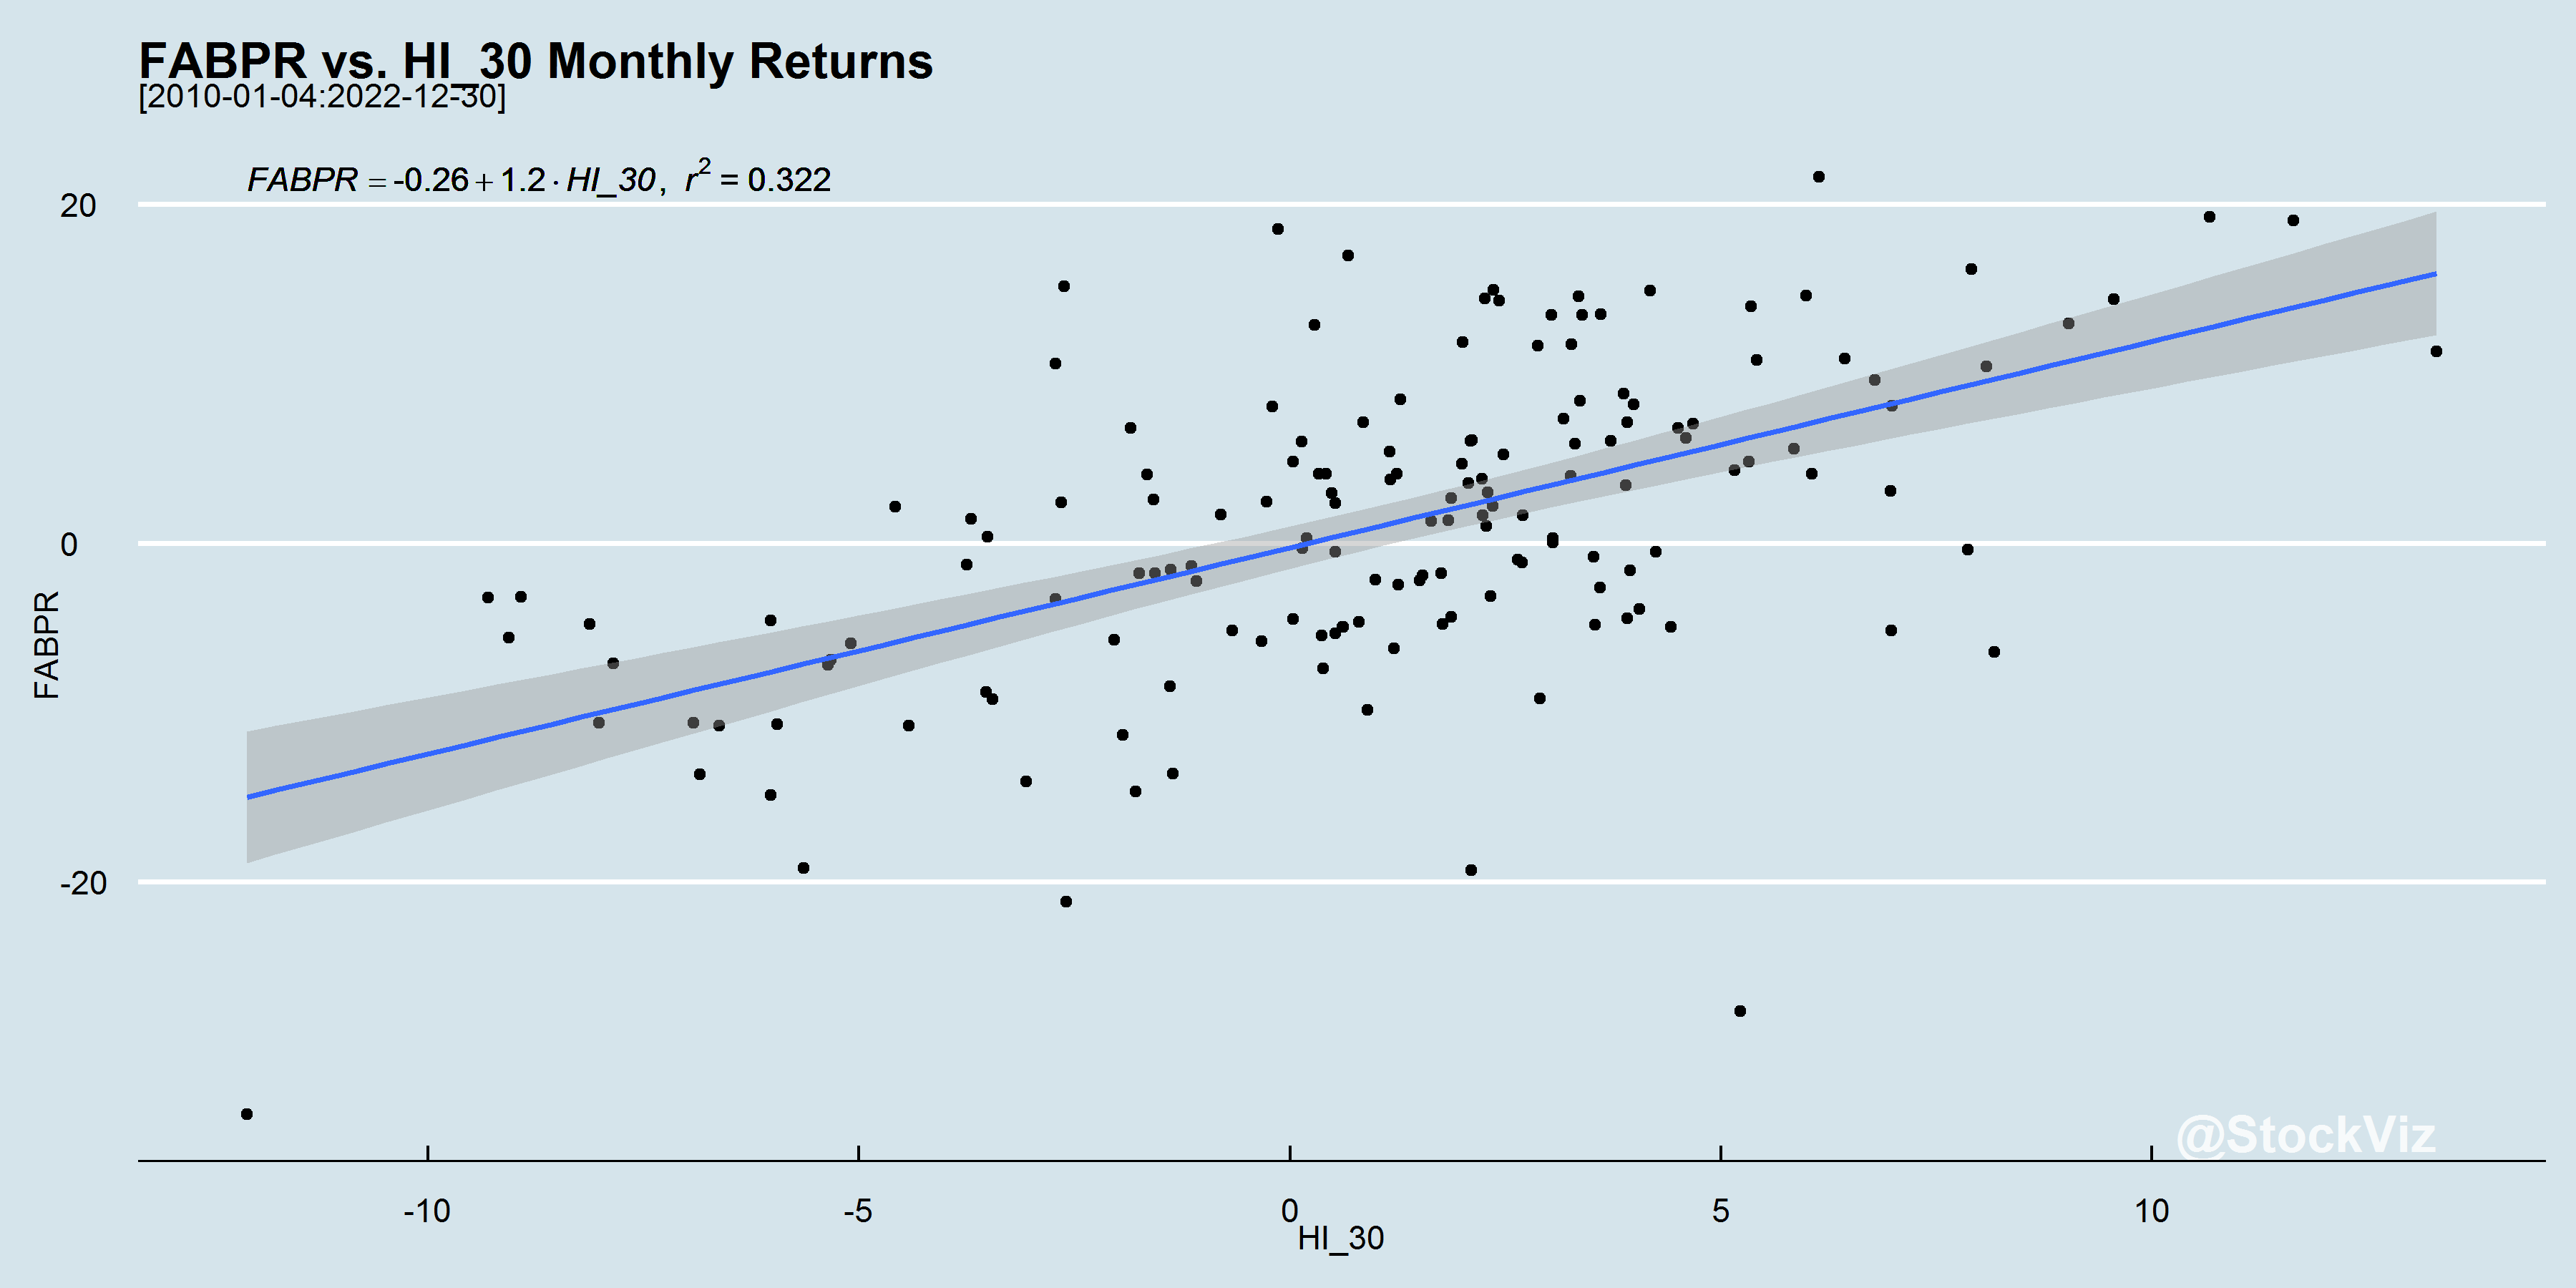 FABPR vs. HI_30 Monthly Returns
[2010-01-04:2022-12-30]
FABPR = -0.26 + 1.2 · HI_30, r² = 0.322
20
0
-20
FABPR
@StockViz
-10 -5 0 5 10
HI_30